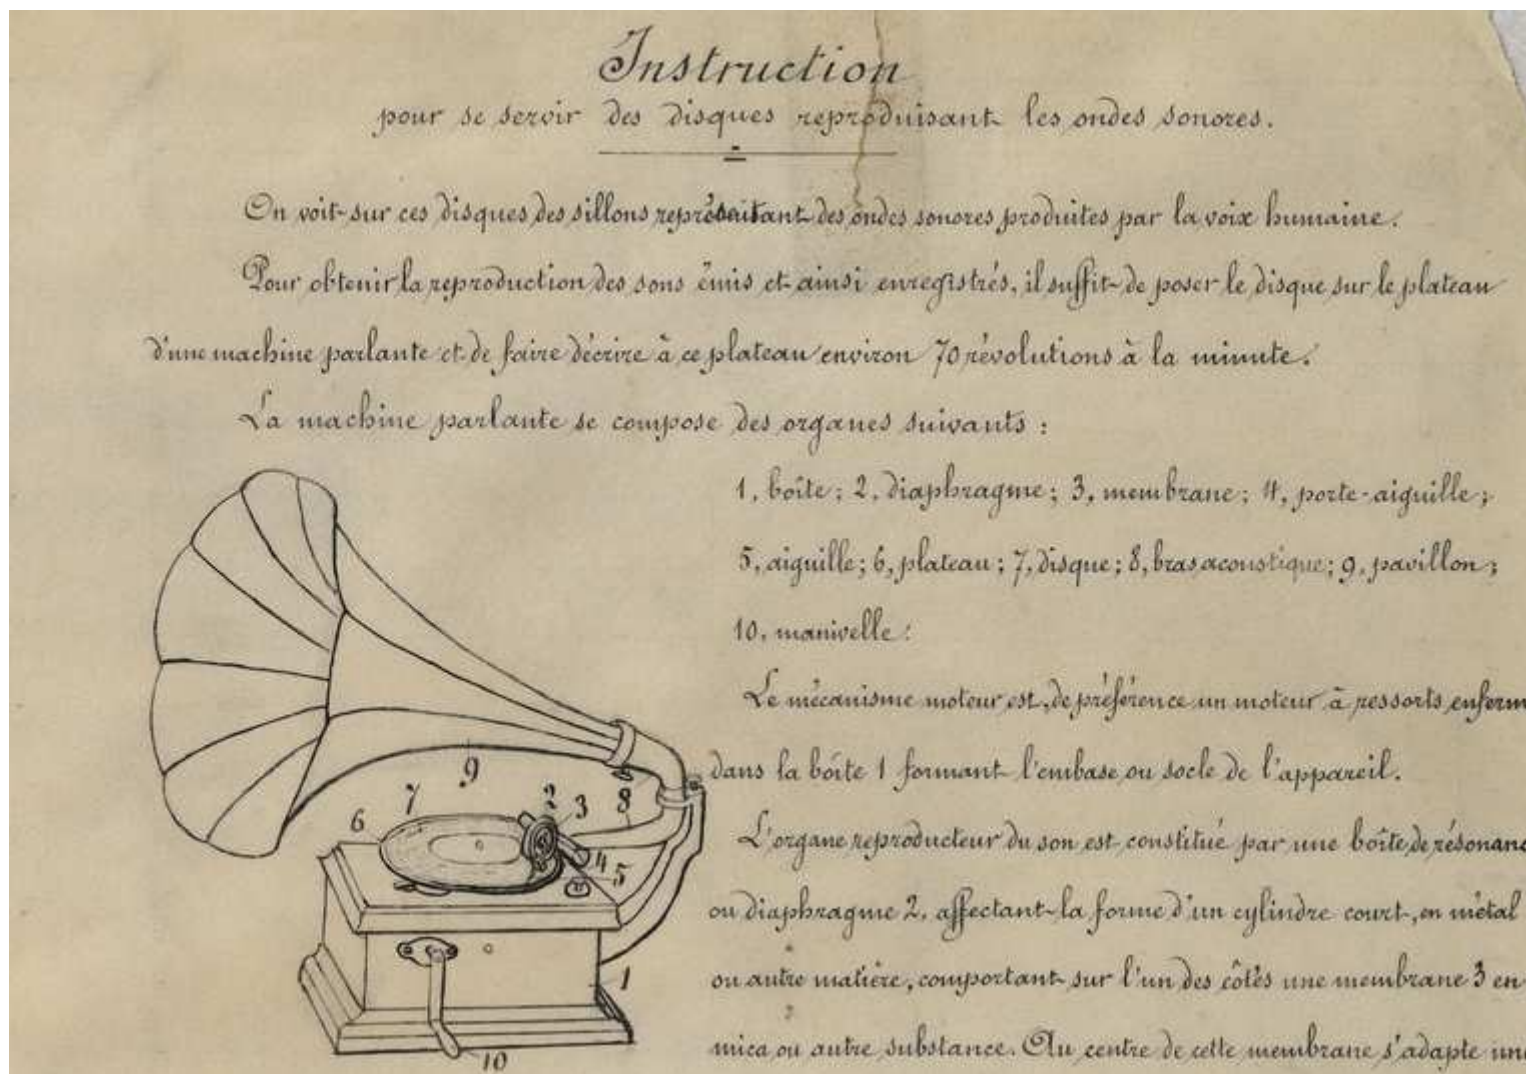 Instruction
pour se servir des disques reproduisant les ondes sonores.
On voit sur ces disques des sillons représentant des ondes sonores produites par la voix humaine.
Pour obtenir la reproduction des sons émis et ainsi enregistrés, il suffit de poser le disque sur le plateau
d'une machine parlante et de faire décrire à ce plateau environ 70 révolutions à la minute.
La machine parlante se compose des organes suivants :
1, boîte ; 2, diaphragme ; 3, membrane ; 4, porte-aiguille ;
5, aiguille ; 6, plateau ; 7, disque ; 8, bras acoustique ; 9, pavillon ;
10, manivelle :
Le mécanisme moteur est, de préférence un moteur à ressorts enferm
dans la boîte 1 formant l'embase ou socle de l'appareil.
L'organe reproducteur du son est constitué par une boîte de résonanc
ou diaphragme 2, affectant la forme d'un cylindre court, en métal
ou autre matière, comportant sur l'un des côtés une membrane 3 en
mica ou autre substance. Au centre de cette membrane s'adapte une
9
7
2
3
8
6
4
5
1
10